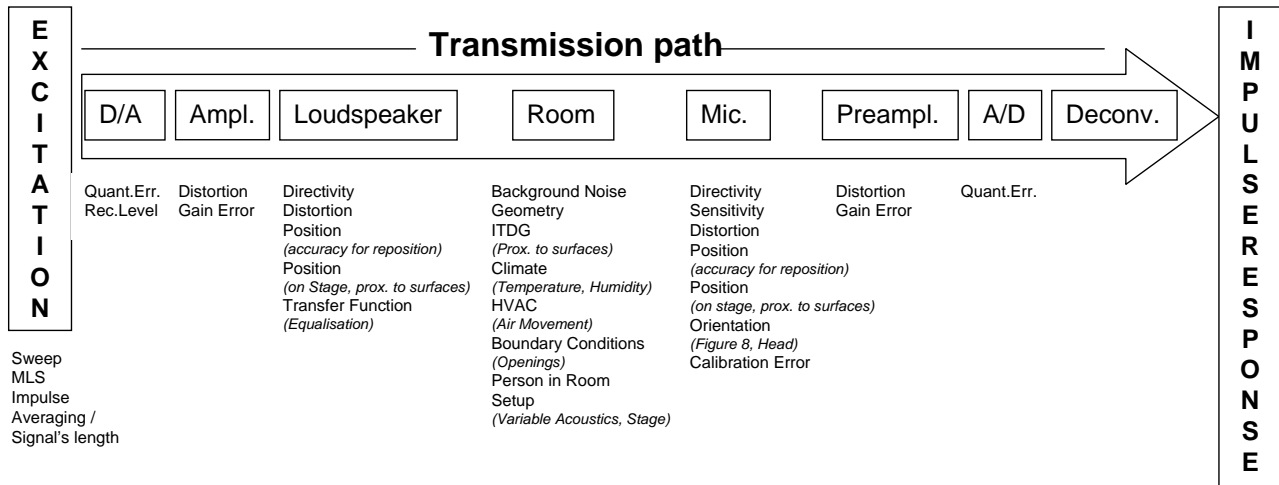 EXCITATION
Transmission path
D/A
Ampl.
Loudspeaker
Room
Mic.
Preampl.
A/D
Deconv.
IMPULSERESPONSE
Quant.Err.
Rec.Level
Distortion
Gain Error
Directivity
Distortion
Position
(accuracy for reposition)
Position
(on Stage, prox. to surfaces)
Transfer Function
(Equalisation)
Background Noise
Geometry
ITDG
(Prox. to surfaces)
Climate
(Temperature, Humidity)
HVAC
(Air Movement)
Boundary Conditions
(Openings)
Person in Room
Setup
(Variable Acoustics, Stage)
Directivity
Sensitivity
Distortion
Position
(accuracy for reposition)
Position
(on stage, prox. to surfaces)
Orientation
(Figure 8, Head)
Calibration Error
Distortion
Gain Error
Quant.Err.
Sweep
MLS
Impulse
Averaging /
Signal's length